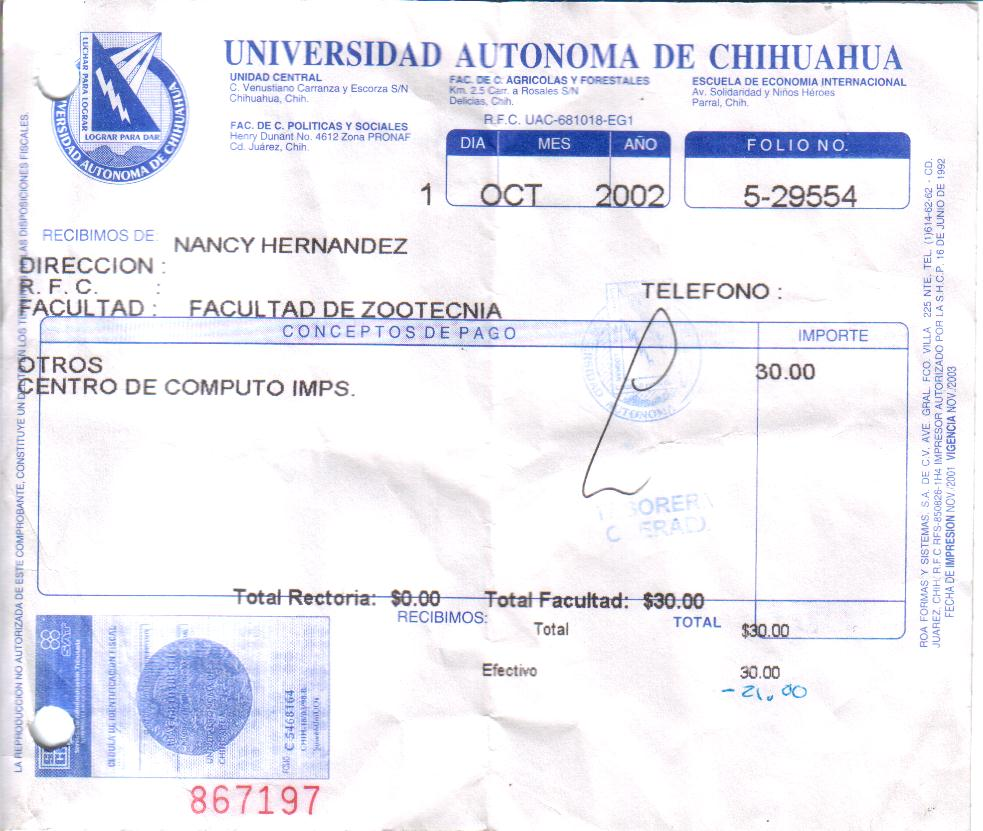 UNIVERSIDAD AUTONOMA DE CHIHUAHUA
LUCHAR PARA LOGRAR
LOGRAR PARA DAR
AUTONOMA DE CHIHUAHUA
UNIDAD CENTRAL
C. Venustiano Carranza y Escorza S/N
Chihuahua, Chih.
FAC. DE C. POLITICAS Y SOCIALES
Henry Dunant No. 4612 Zona PRONAF
Cd. Juárez, Chih.
FAC. DE C. AGRICOLAS Y FORESTALES
Km. 2.5 Carr. a Rosales S/N
Delicias, Chih.
ESCUELA DE ECONOMIA INTERNACIONAL
Av. Solidaridad y Niños Héroes
Parral, Chih.
R.F.C. UAC-681018-EG1
DIA MES AÑO
1 OCT 2002
FOLIO NO.
5-29554
RECIBIMOS DE: NANCY HERNANDEZ
DIRECCION :
R. F. C. :
TELEFONO :
FACULTAD : FACULTAD DE ZOOTECNIA
CONCEPTOS DE PAGO IMPORTE
OTROS 30.00
CENTRO DE COMPUTO IMPS.
AUTONOMA
Total Rectoria: $0.00 Total Facultad: $30.00
RECIBIMOS: TOTAL
Total $30.00
Efectivo 30.00
-21.00
CEDULA DE IDENTIFICACION FISCAL
FOLIO C 5468164
867197
LA REPRODUCCION NO AUTORIZADA DE ESTE COMPROBANTE, CONSTITUYE UN DELITO EN LOS LAS DISPOSICIONES FISCALES.
ROA FORMAS Y SISTEMAS, S.A. DE C.V. AVE. GRAL. FCO. VILLA 225 NTE. TEL. (1)614-62-62 - CD.
JUAREZ, CHIH. R.F.C RFS-850826-1H4 IMPRESOR AUTORIZADO POR LA S.H.C.P. 16 DE JUNIO DE 1992
FECHA DE IMPRESION NOV./2001 VIGENCIA NOV./2003